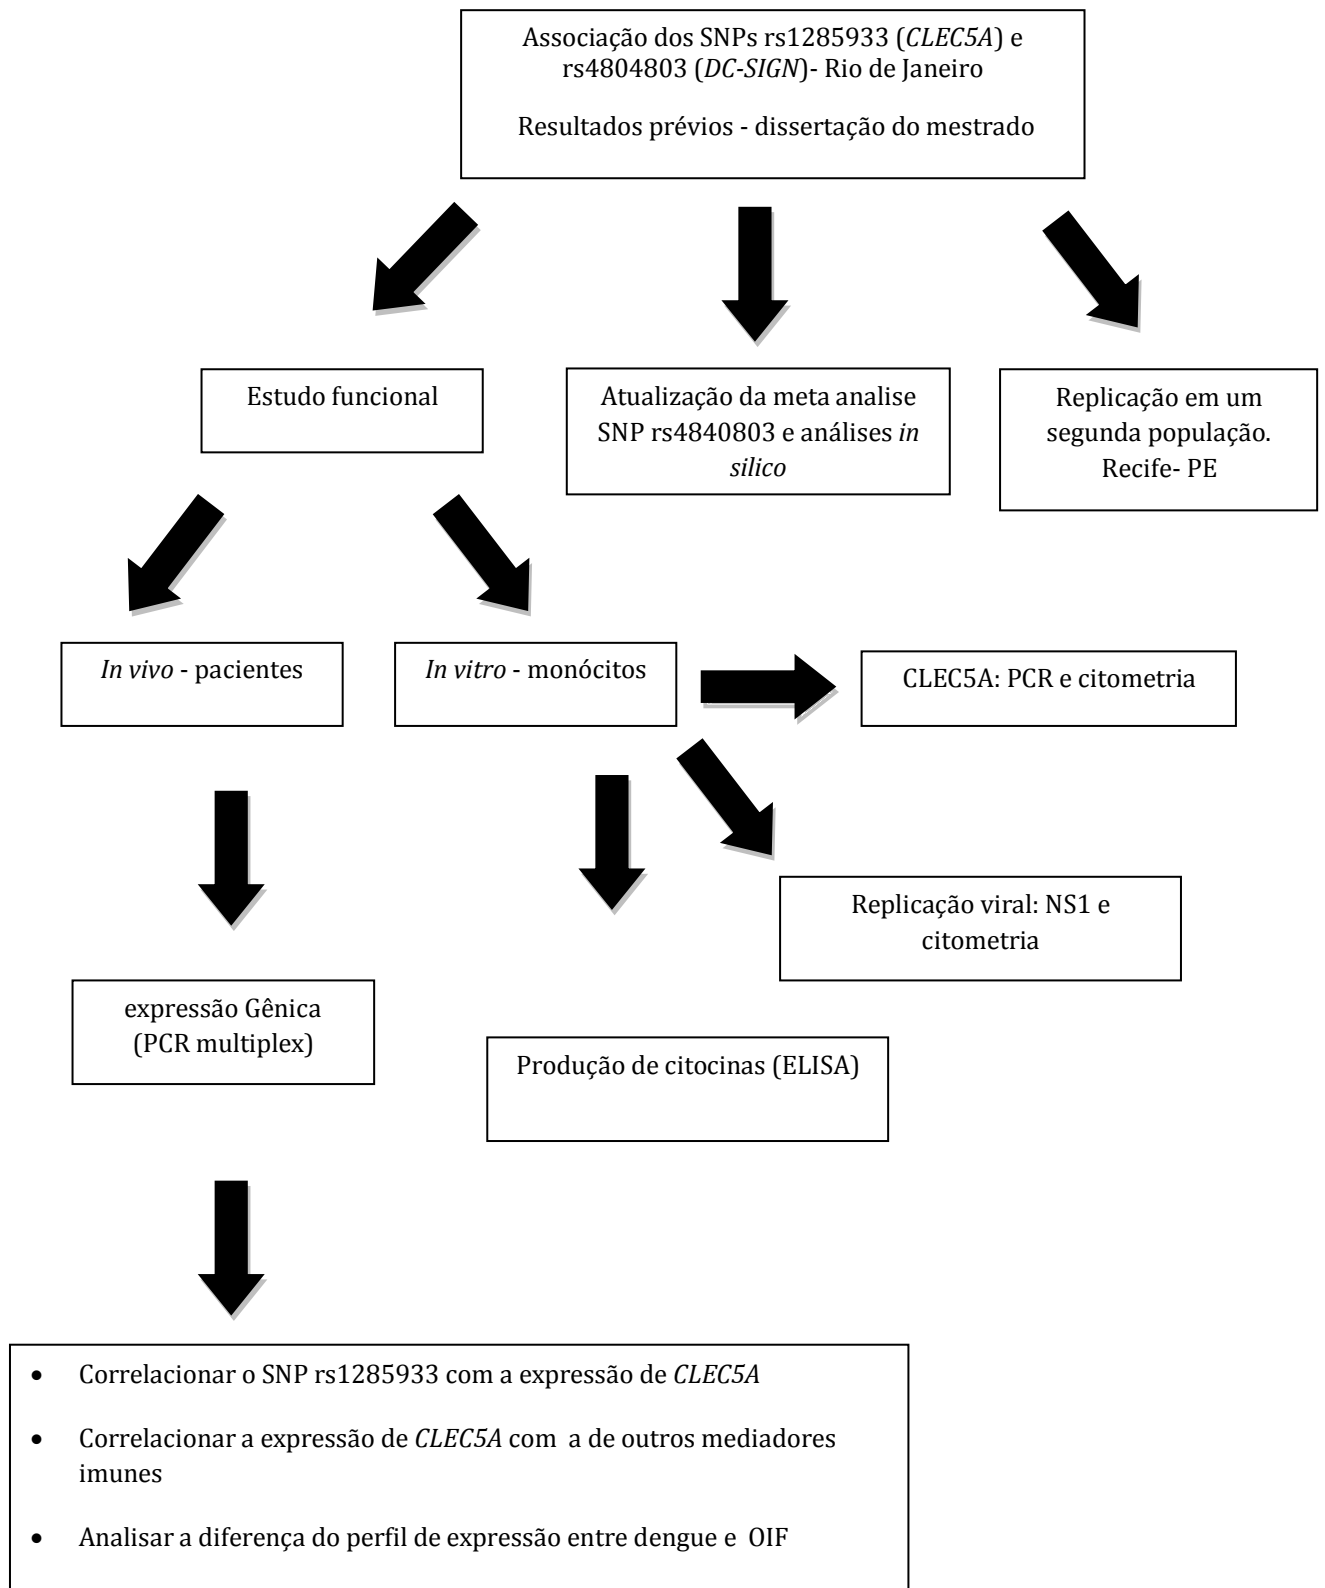 Associação dos SNPs rs1285933 (CLEC5A) e
rs4804803 (DC-SIGN)- Rio de Janeiro
Resultados prévios - dissertação do mestrado
Estudo funcional
Atualização da meta analise
SNP rs4840803 e análises in
silico
Replicação em um
segunda população.
Recife- PE
In vivo - pacientes
In vitro - monócitos
CLEC5A: PCR e citometria
Replicação viral: NS1 e
citometria
expressão Gênica
(PCR multiplex)
Produção de citocinas (ELISA)
• Correlacionar o SNP rs1285933 com a expressão de CLEC5A
• Correlacionar a expressão de CLEC5A com a de outros mediadores
imunes
• Analisar a diferença do perfil de expressão entre dengue e OIF